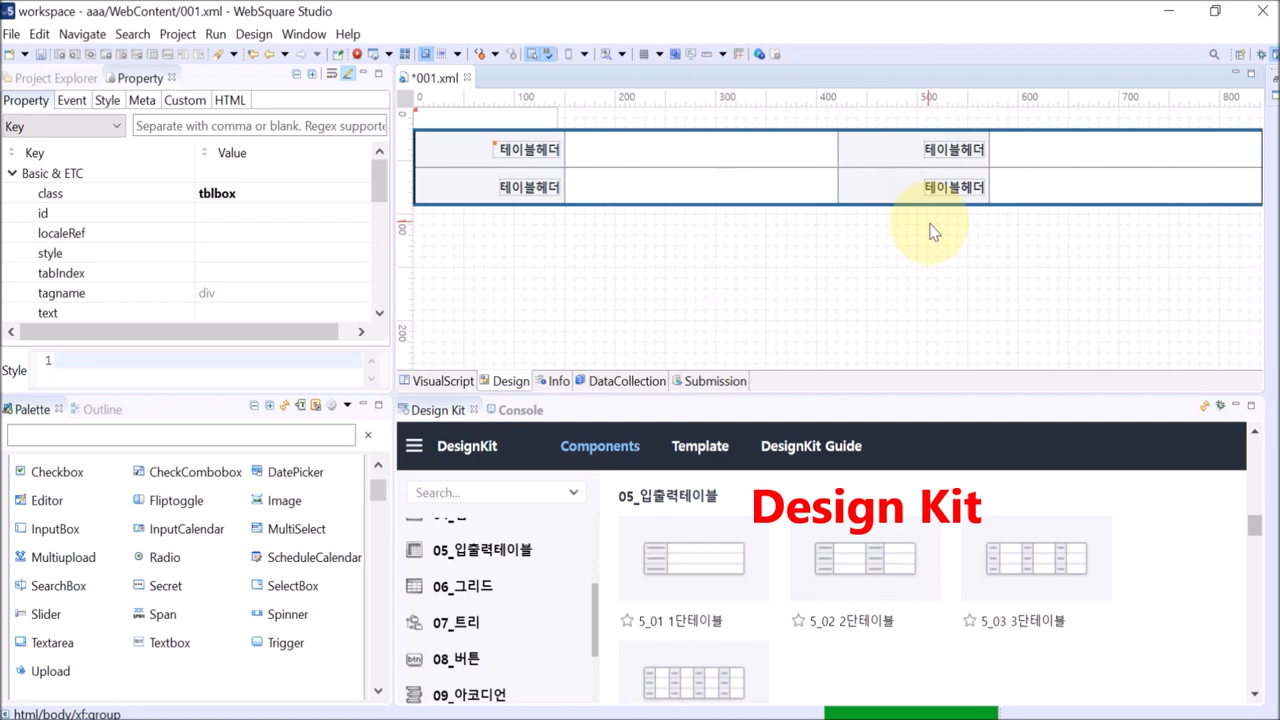 workspace - aaa/WebContent/001.xml - WebSquare Studio
File Edit Navigate Search Project Run Design Window Help
Project Explorer Property
*001.xml
Property Event Style Meta Custom HTML
0 100 200 300 400 500 600 700 800
Key Separate with comma or blank. Regex supporte
0
Key Value
Basic & ETC
class tblbox
id
localeRef
style
tabIndex
tagname div
text
테이블헤더 테이블헤더
테이블헤더 테이블헤더
100
200
Style 1
VisualScript Design Info DataCollection Submission
Palette Outline
Checkbox CheckCombobox DatePicker
Editor Fliptoggle Image
InputBox InputCalendar MultiSelect
Multiupload Radio ScheduleCalendar
SearchBox Secret SelectBox
Slider Span Spinner
Textarea Textbox Trigger
Upload
Design Kit Console
DesignKit Components Template DesignKit Guide
Search...
05_입출력테이블
06_그리드
07_트리
btn 08_버튼
09_아코디언
05_입출력테이블
Design Kit
5_01 1단테이블 5_02 2단테이블 5_03 3단테이블
html/body/xf:group